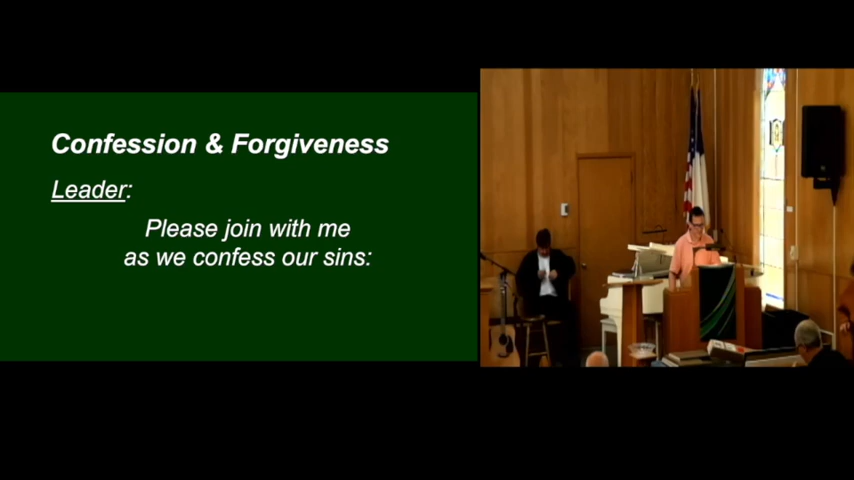 Confession & Forgiveness
Leader:
Please join with me
as we confess our sins: